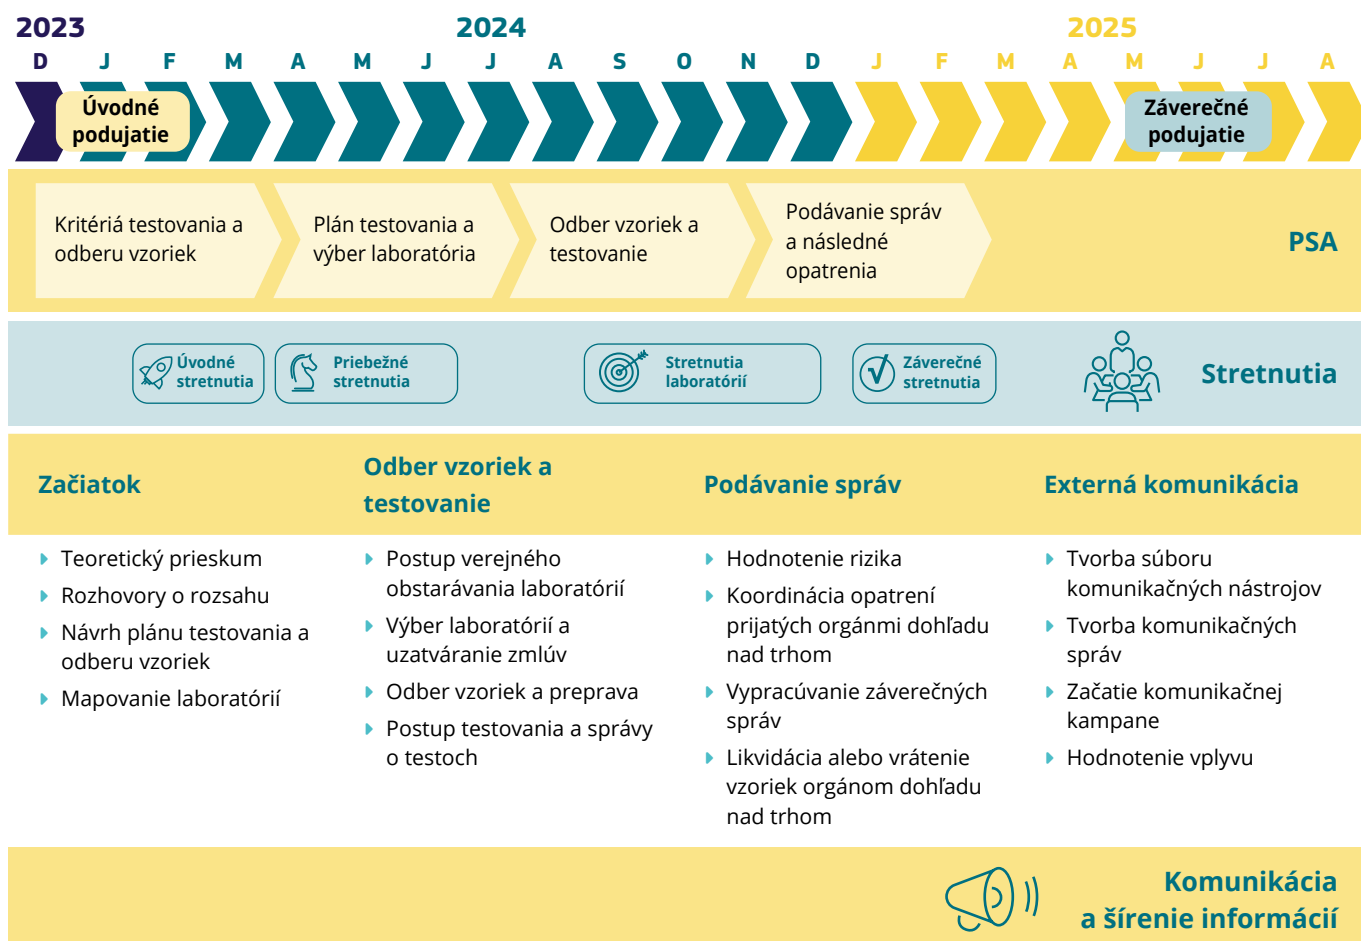 2023
2024
2025
D J F M A M J J A S O N D J F M A M J J A
Úvodné
podujatie
Záverečné
podujatie
Kritériá testovania a
odberu vzoriek
Plán testovania a
výber laboratória
Odber vzoriek a
testovanie
Podávanie správ
a následné
opatrenia
PSA
Úvodné
stretnutia
Priebežné
stretnutia
Stretnutia
laboratórií
Záverečné
stretnutia
Stretnutia
Začiatok
Teoretický prieskum
Rozhovory o rozsahu
Návrh plánu testovania a
odberu vzoriek
Mapovanie laboratórií
Odber vzoriek a
testovanie
Postup verejného
obstarávania laboratórií
Výber laboratórií a
uzatváranie zmlúv
Odber vzoriek a preprava
Postup testovania a správy
o testoch
Podávanie správ
Hodnotenie rizika
Koordinácia opatrení
prijatých orgánmi dohľadu
nad trhom
Vypracúvanie záverečných
správ
Likvidácia alebo vrátenie
vzoriek orgánom dohľadu
nad trhom
Externá komunikácia
Tvorba súboru
komunikačných nástrojov
Tvorba komunikačných
správ
Začatie komunikačnej
kampane
Hodnotenie vplyvu
Komunikácia
a šírenie informácií